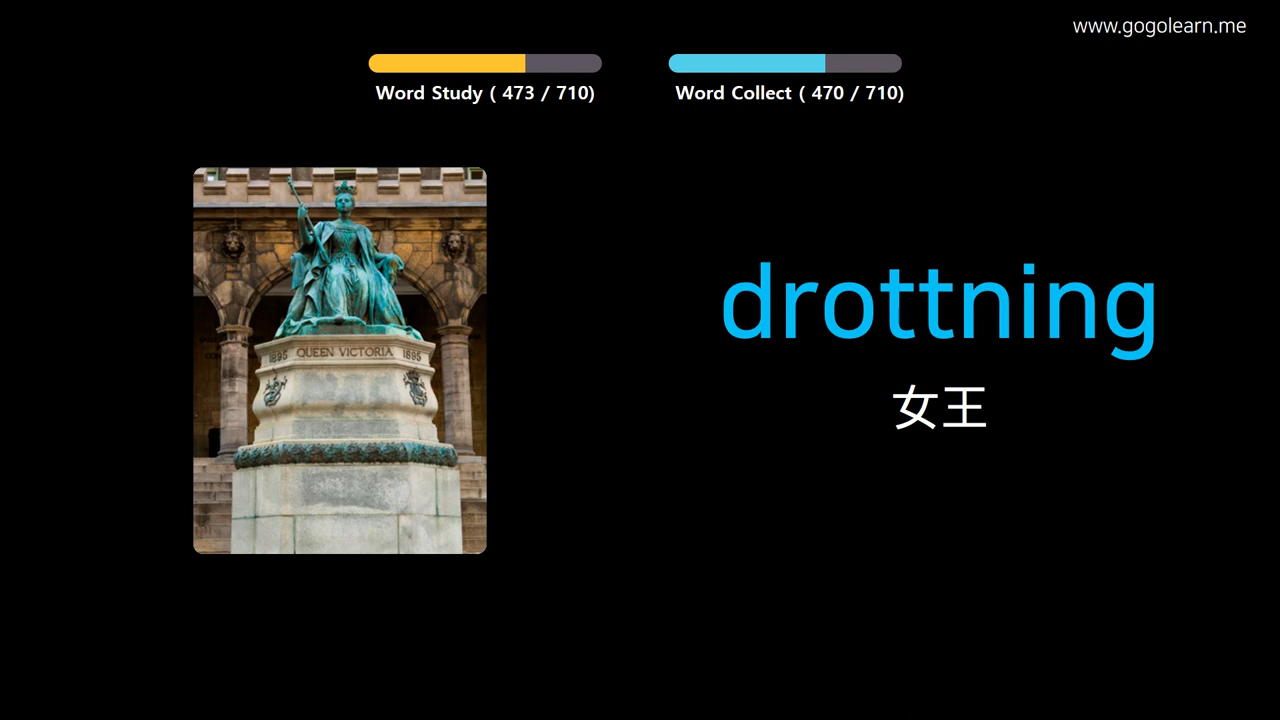 www.gogolearn.me
Word Study ( 473 / 710)
Word Collect ( 470 / 710)
drottning
女王
1895 QUEEN VICTORIA 1895